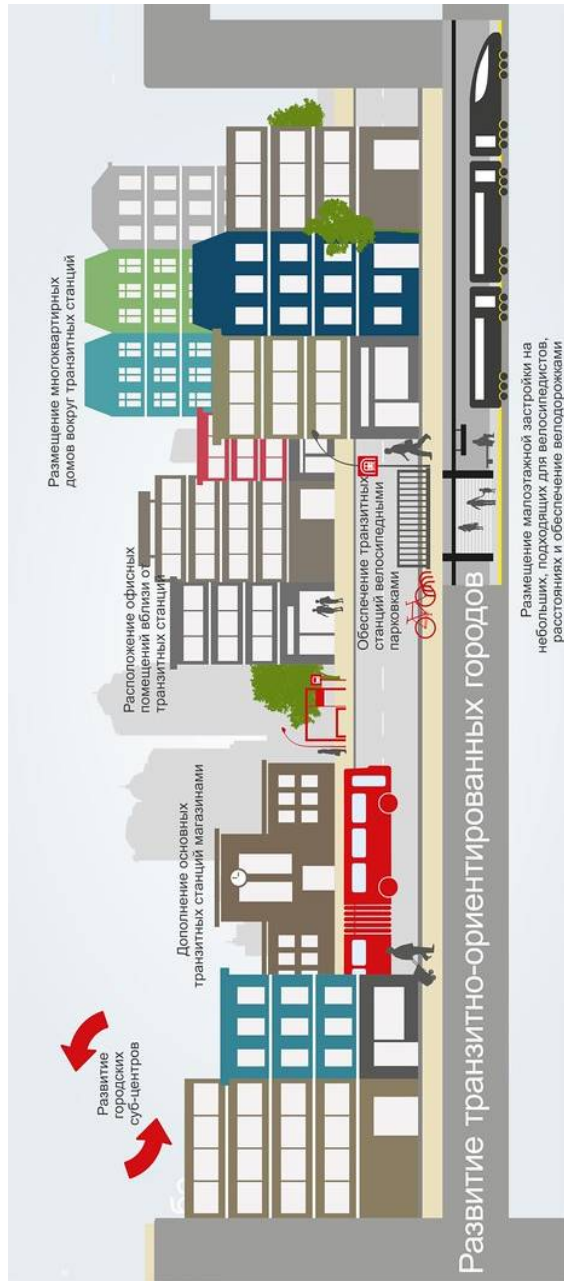 Развитие
городских
суб-центров
Дополнение основных
транзитных станций магазинами
Расположение офисных
помещений вблизи от
транзитных станций
Размещение многоквартирных
домов вокруг транзитных станций
Обеспечение транзитных
станций велосипедными
парковками
Развитие транзитно-ориентированных городов
Размещение малоэтажной застройки на
небольших, подходящих для велосипедистов,
расстояниях и обеспечение велодорожками